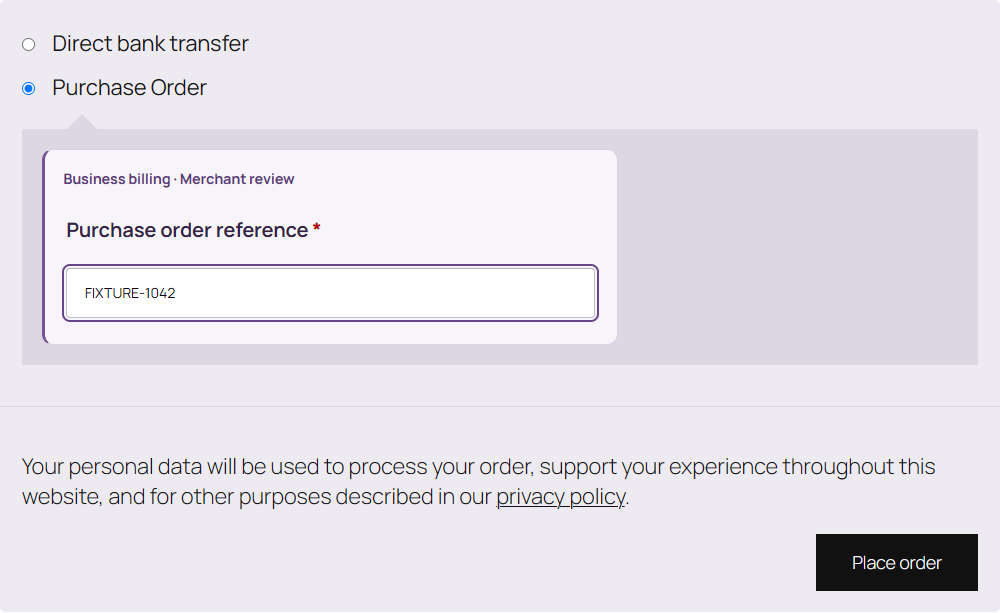 Direct bank transfer
Purchase Order
Business billing · Merchant review
Purchase order reference *
FIXTURE-1042
Your personal data will be used to process your order, support your experience throughout this
website, and for other purposes described in our privacy policy.
Place order